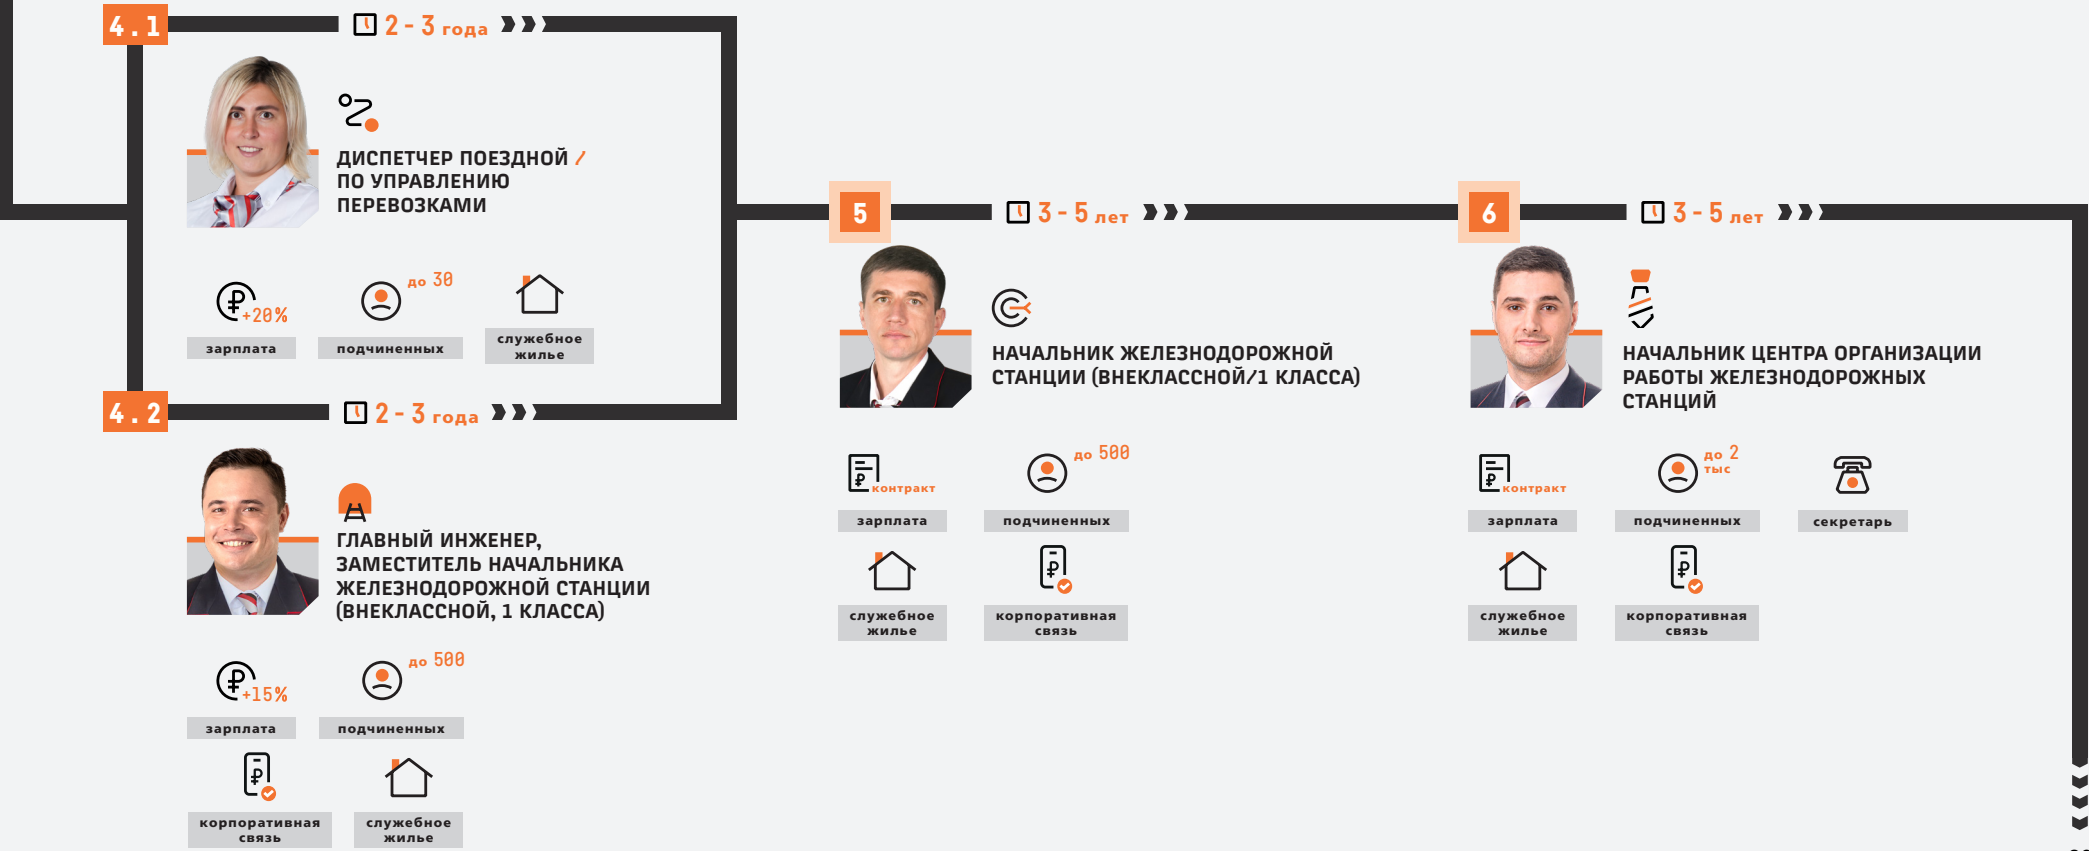 4.1
2 - 3 года
ДИСПЕТЧЕР ПОЕЗДНОЙ /
ПО УПРАВЛЕНИЮ
ПЕРЕВОЗКАМИ
+20%
зарплата
до 30
подчиненных
служебное
жилье
4.2
2 - 3 года
ГЛАВНЫЙ ИНЖЕНЕР,
ЗАМЕСТИТЕЛЬ НАЧАЛЬНИКА
ЖЕЛЕЗНОДОРОЖНОЙ СТАНЦИИ
(ВНЕКЛАССНОЙ, 1 КЛАССА)
+15%
зарплата
до 500
подчиненных
корпоративная
связь
служебное
жилье
5
3 - 5 лет
НАЧАЛЬНИК ЖЕЛЕЗНОДОРОЖНОЙ
СТАНЦИИ (ВНЕКЛАССНОЙ/1 КЛАССА)
контракт
зарплата
до 500
подчиненных
служебное
жилье
корпоративная
связь
6
3 - 5 лет
НАЧАЛЬНИК ЦЕНТРА ОРГАНИЗАЦИИ
РАБОТЫ ЖЕЛЕЗНОДОРОЖНЫХ
СТАНЦИЙ
контракт
зарплата
до 2
тыс
подчиненных
секретарь
служебное
жилье
корпоративная
связь